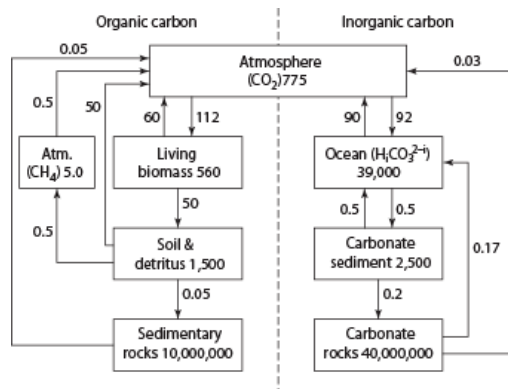 Organic carbon
Inorganic carbon
0.05
Atmosphere
(CO₂)775
0.03
0.5
50
60
112
90
92
Atm.
(CH₄) 5.0
Living
biomass 560
Ocean (HᵢCO₃²⁻ⁱ)
39,000
50
0.5
0.5
0.5
0.17
Soil &
detritus 1,500
Carbonate
sediment 2,500
0.05
0.2
Sedimentary
rocks 10,000,000
Carbonate
rocks 40,000,000